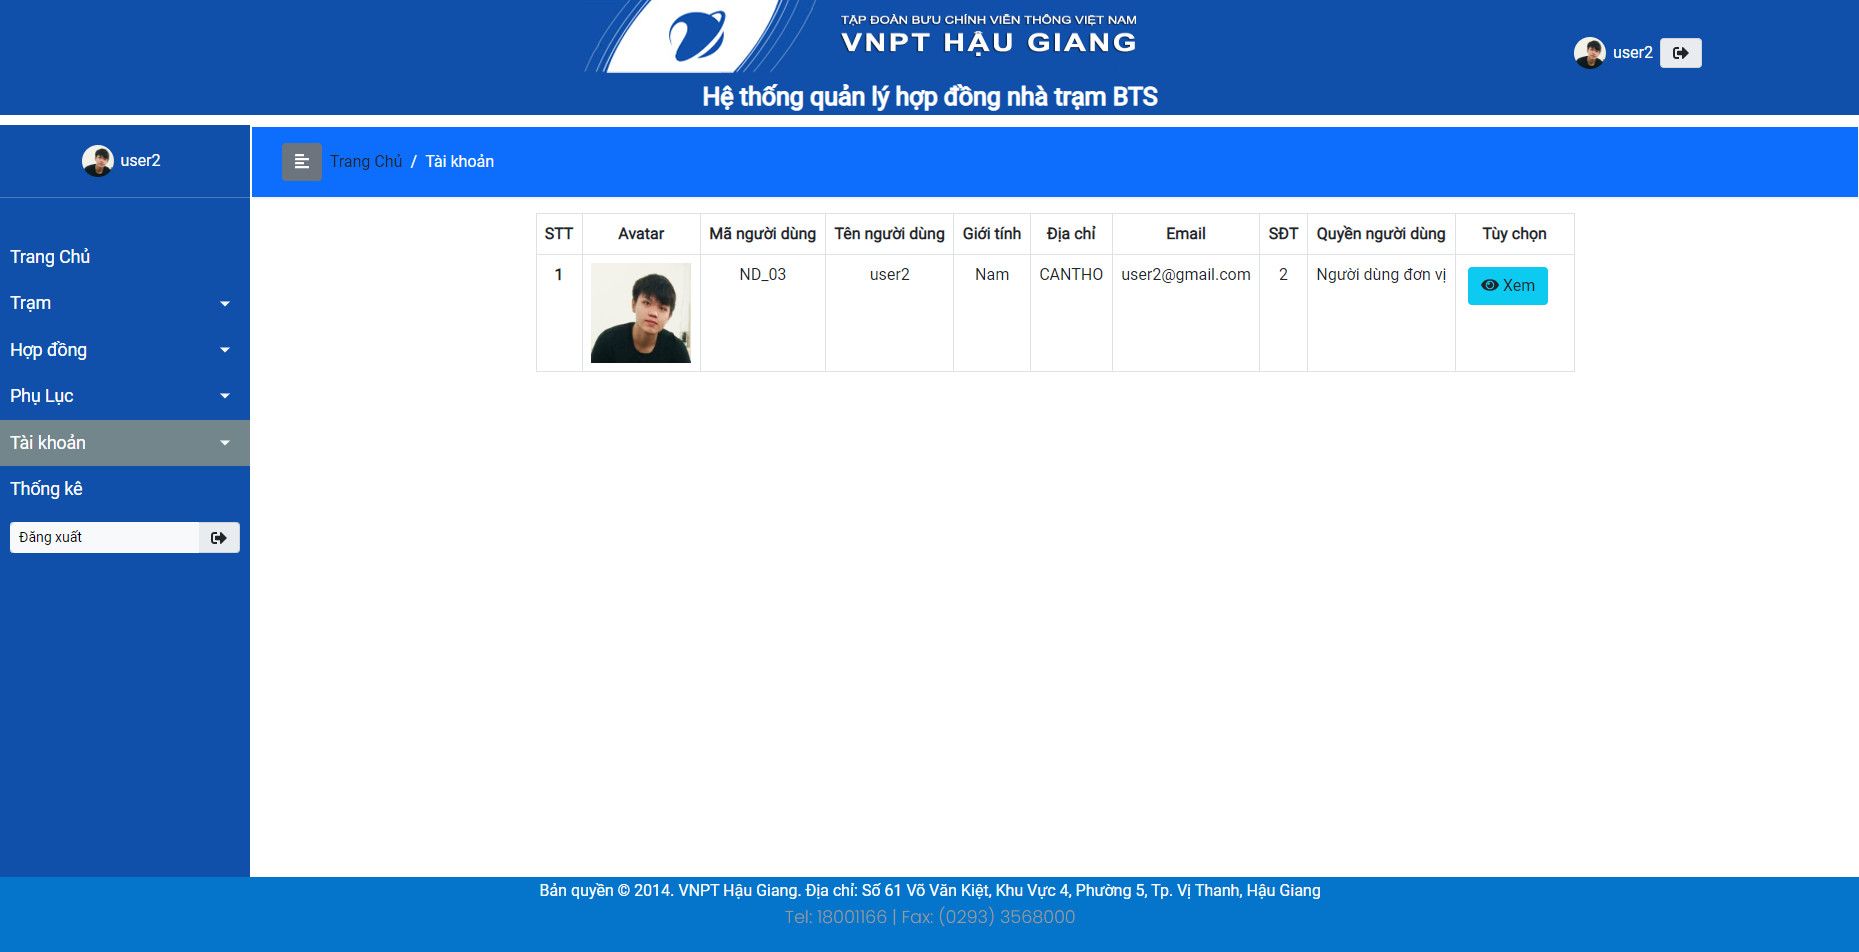 TẬP ĐOÀN BƯU CHÍNH VIỄN THÔNG VIỆT NAM
VNPT HẬU GIANG
user2
Hệ thống quản lý hợp đồng nhà trạm BTS
user2
Trang Chủ / Tài khoản
Trang Chủ
Trạm
Hợp đồng
Phụ Lục
Tài khoản
Thống kê
Đăng xuất
STT Avatar Mã người dùng Tên người dùng Giới tính Địa chỉ Email SĐT Quyền người dùng Tùy chọn
1 ND_03 user2 Nam CANTHO user2@gmail.com 2 Người dùng đơn vị Xem
Bản quyền © 2014. VNPT Hậu Giang. Địa chỉ: Số 61 Võ Văn Kiệt, Khu Vực 4, Phường 5, Tp. Vị Thanh, Hậu Giang
Tel: 18001166 | Fax: (0293) 3568000